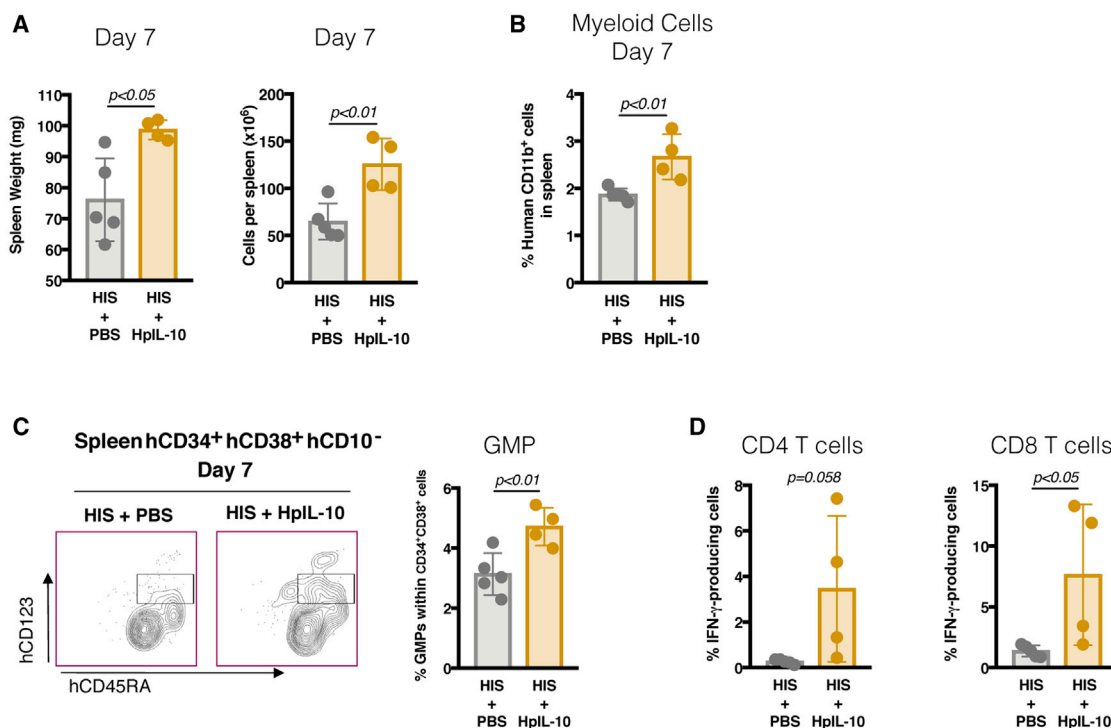 A
Day 7
Spleen Weight (mg)
110
100
90
80
70
60
50
p<0.05
HIS
+
PBS
HIS
+
HpIL-10
Day 7
Cells per spleen (x10⁶)
200
150
100
50
0
p<0.01
HIS
+
PBS
HIS
+
HpIL-10
B
Myeloid Cells
Day 7
% Human CD11b⁺ cells
in spleen
4
3
2
1
0
p<0.01
HIS
+
PBS
HIS
+
HpIL-10
C
Spleen hCD34⁺ hCD38⁺ hCD10⁻
Day 7
HIS + PBS
HIS + HpIL-10
hCD123
hCD45RA
GMP
% GMPs within CD34⁺CD38⁺ cells
6
4
2
0
p<0.01
HIS
+
PBS
HIS
+
HpIL-10
D
CD4 T cells
% IFN-γ-producing cells
8
6
4
2
0
p=0.058
HIS
+
PBS
HIS
+
HpIL-10
CD8 T cells
% IFN-γ-producing cells
15
10
5
0
p<0.05
HIS
+
PBS
HIS
+
HpIL-10